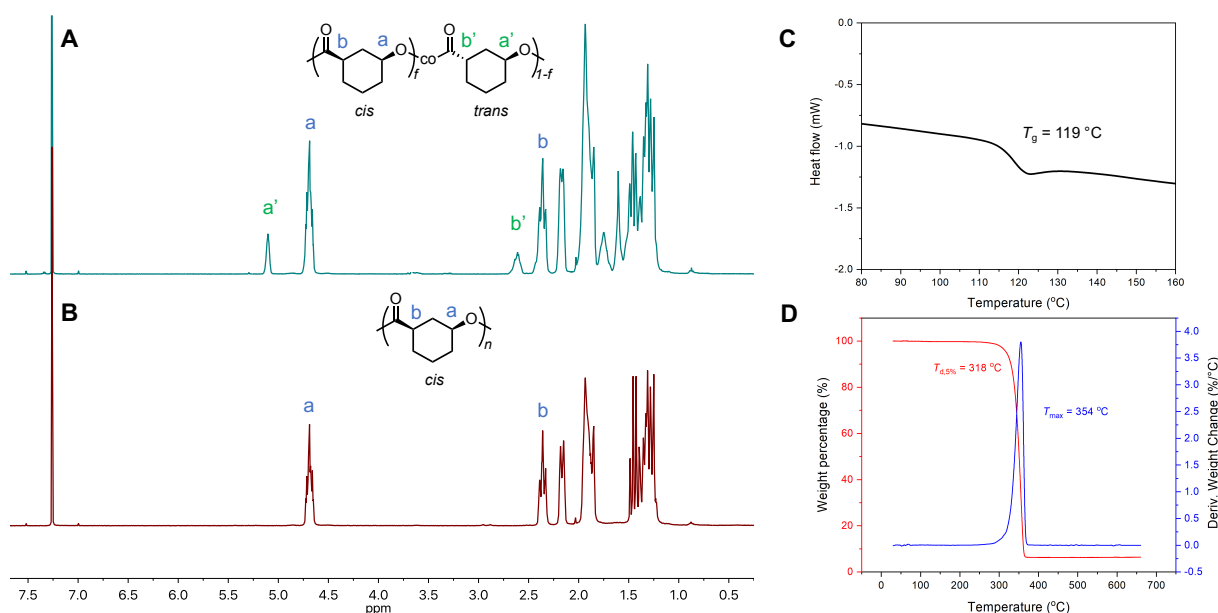 A
O
b
a
O
f
co
O
b’
a’
O
1-f
cis
trans
a’
a
b’
b
B
O
b
a
O
n
cis
a
b
7.5 7.0 6.5 6.0 5.5 5.0 4.5 4.0 3.5 3.0 2.5 2.0 1.5 1.0 0.5
ppm
C
0.0
-0.5
-1.0
-1.5
-2.0
Heat flow (mW)
Tg = 119 °C
80 90 100 110 120 130 140 150 160
Temperature (°C)
D
100
80
60
40
20
0
Weight percentage (%)
Td,5% = 318 °C
Tmax = 354 °C
4.0
3.5
3.0
2.5
2.0
1.5
1.0
0.5
0.0
-0.5
Deriv. Weight Change (%/°C)
0 100 200 300 400 500 600 700
Temperature (°C)